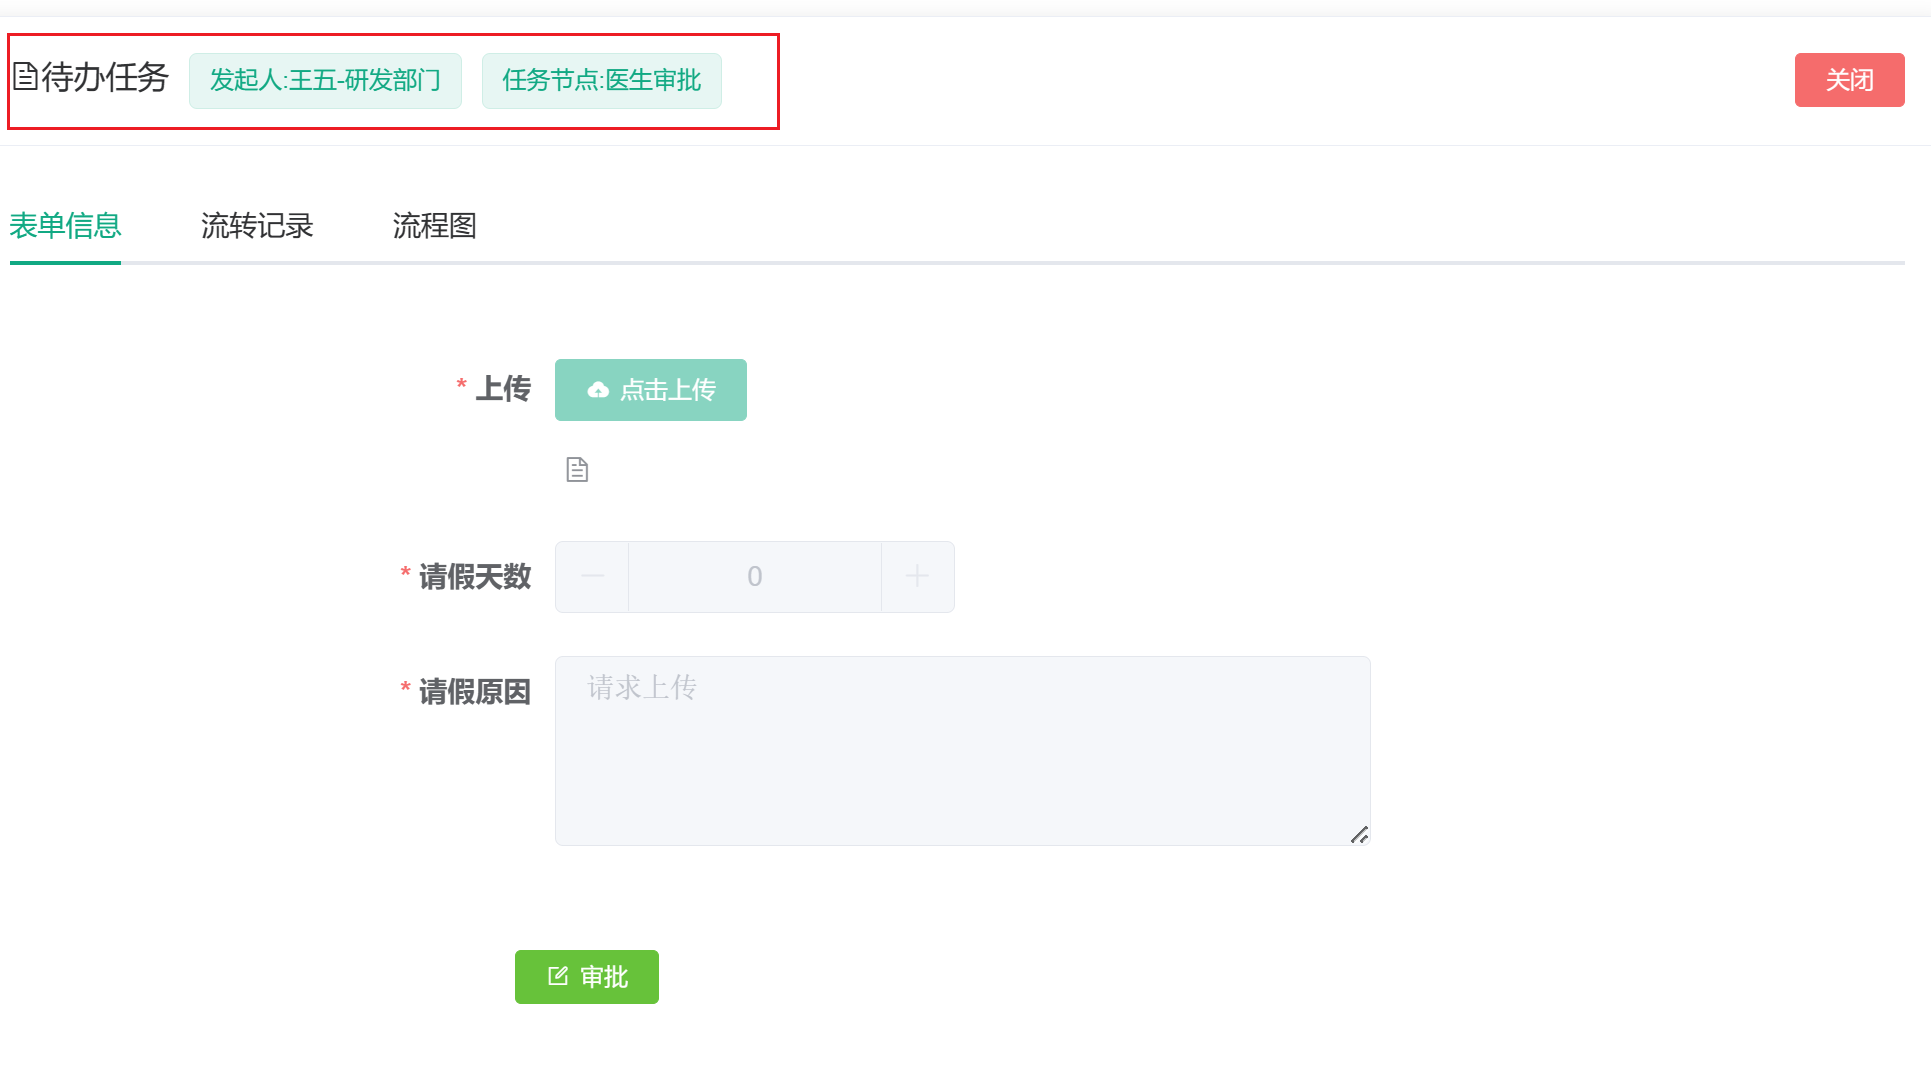 待办任务 发起人:王五-研发部门 任务节点:医生审批 关闭
表单信息 流转记录 流程图
* 上传 点击上传
* 请假天数 0
* 请假原因 请求上传
审批